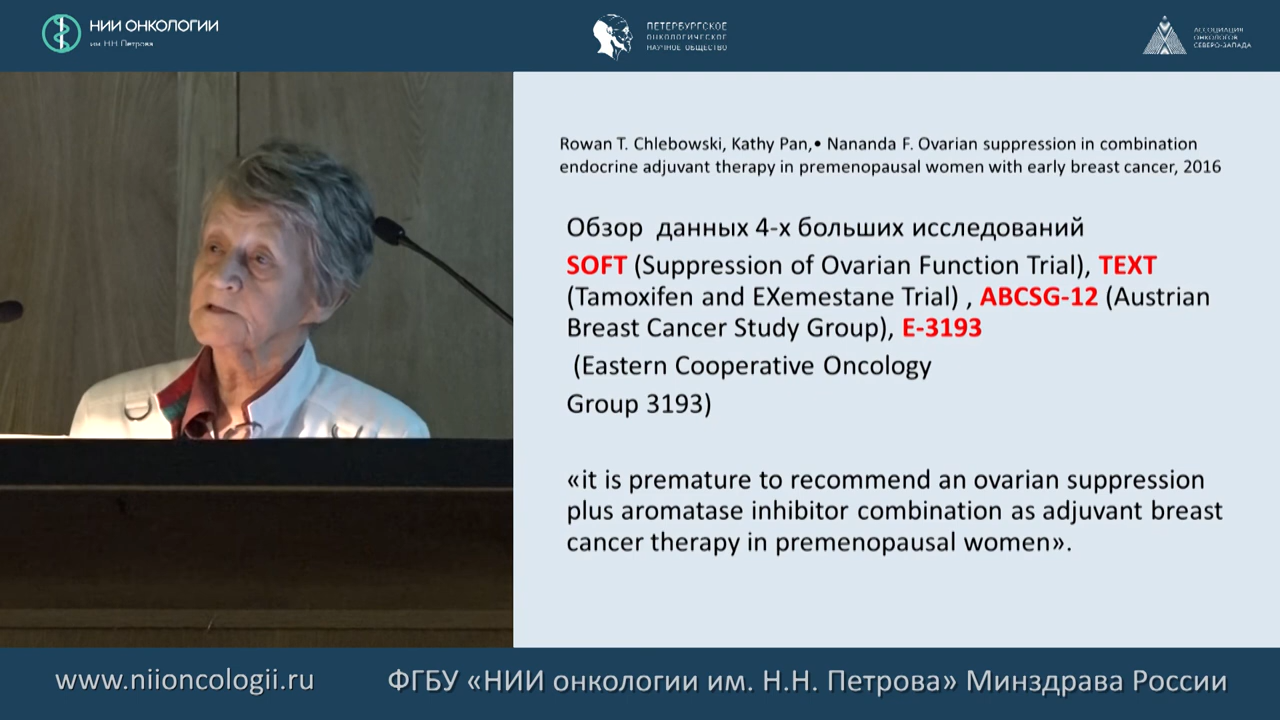 НИИ ОНКОЛОГИИ
им. Н.Н. Петрова
ПЕТЕРБУРГСКОЕ
ОНКОЛОГИЧЕСКОЕ
НАУЧНОЕ ОБЩЕСТВО
АССОЦИАЦИЯ
ОНКОЛОГОВ
СЕВЕРО-ЗАПАДА
Rowan T. Chlebowski, Kathy Pan,• Nananda F. Ovarian suppression in combination
endocrine adjuvant therapy in premenopausal women with early breast cancer, 2016
Обзор данных 4-х больших исследований
SOFT (Suppression of Ovarian Function Trial), TEXT
(Tamoxifen and EXemestane Trial) , ABCSG-12 (Austrian
Breast Cancer Study Group), E-3193
(Eastern Cooperative Oncology
Group 3193)
«it is premature to recommend an ovarian suppression
plus aromatase inhibitor combination as adjuvant breast
cancer therapy in premenopausal women».
www.niioncologii.ru
ФГБУ «НИИ онкологии им. Н.Н. Петрова» Минздрава России